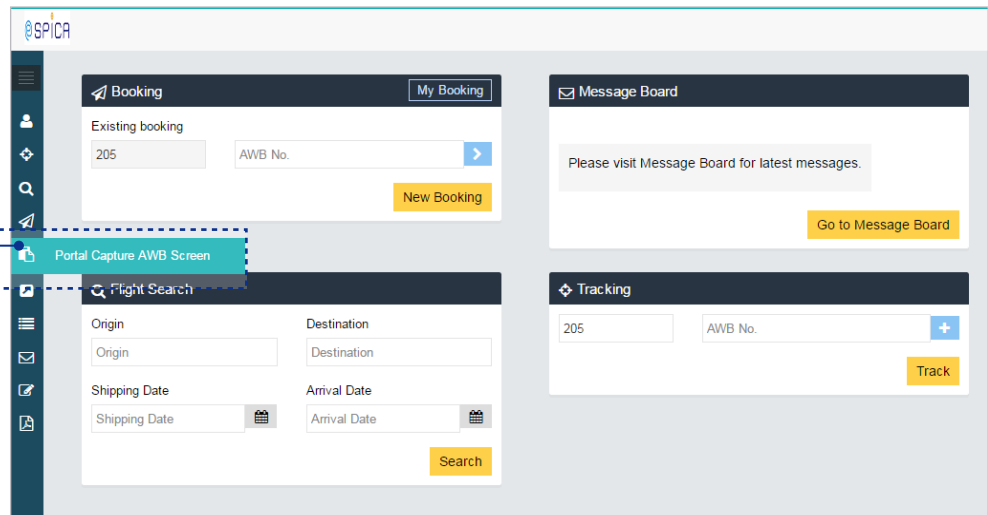 SPICA
Booking
My Booking
Existing booking
205
AWB No.
New Booking
Message Board
Please visit Message Board for latest messages.
Go to Message Board
Portal Capture AWB Screen
Flight Search
Origin
Destination
Origin
Destination
Shipping Date
Arrival Date
Shipping Date
Arrival Date
Search
Tracking
205
AWB No.
Track